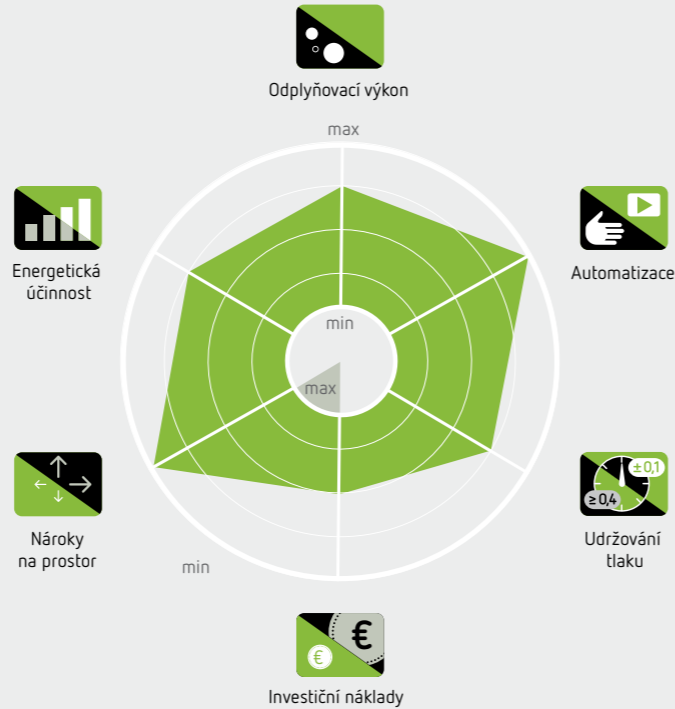 Odplyňovací výkon
max
Energetická
účinnost
Automatizace
min
max
± 0,1
≥ 0,4
Nároky
na prostor
Udržování
tlaku
min
€
€
Investiční náklady